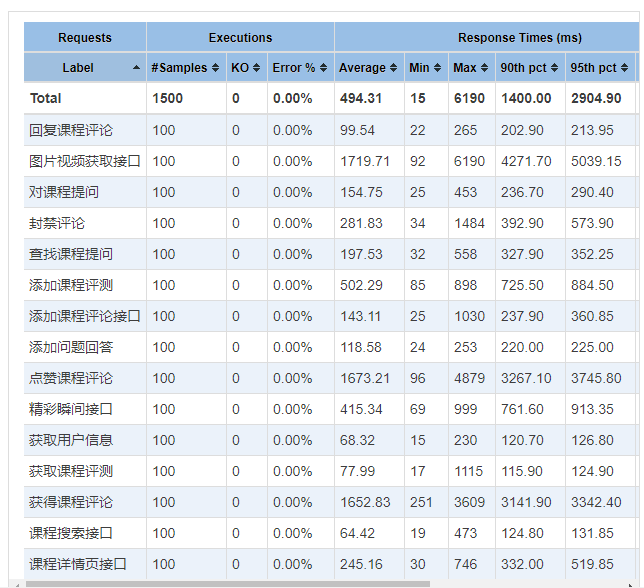 Requests Executions Response Times (ms)
Label #Samples KO Error % Average Min Max 90th pct 95th pct
Total 1500 0 0.00% 494.31 15 6190 1400.00 2904.90
回复课程评论 100 0 0.00% 99.54 22 265 202.90 213.95
图片视频获取接口 100 0 0.00% 1719.71 92 6190 4271.70 5039.15
对课程提问 100 0 0.00% 154.75 25 453 236.70 290.40
封禁评论 100 0 0.00% 281.83 34 1484 392.90 573.90
查找课程提问 100 0 0.00% 197.53 32 558 327.90 352.25
添加课程评测 100 0 0.00% 502.29 85 898 725.50 884.50
添加课程评论接口 100 0 0.00% 143.11 25 1030 237.90 360.85
添加问题回答 100 0 0.00% 118.58 24 253 220.00 225.00
点赞课程评论 100 0 0.00% 1673.21 96 4879 3267.10 3745.80
精彩瞬间接口 100 0 0.00% 415.34 69 999 761.60 913.35
获取用户信息 100 0 0.00% 68.32 15 230 120.70 126.80
获取课程评测 100 0 0.00% 77.99 17 1115 115.90 124.90
获得课程评论 100 0 0.00% 1652.83 251 3609 3141.90 3342.40
课程搜索接口 100 0 0.00% 64.42 19 473 124.80 131.85
课程详情页接口 100 0 0.00% 245.16 30 746 332.00 519.85